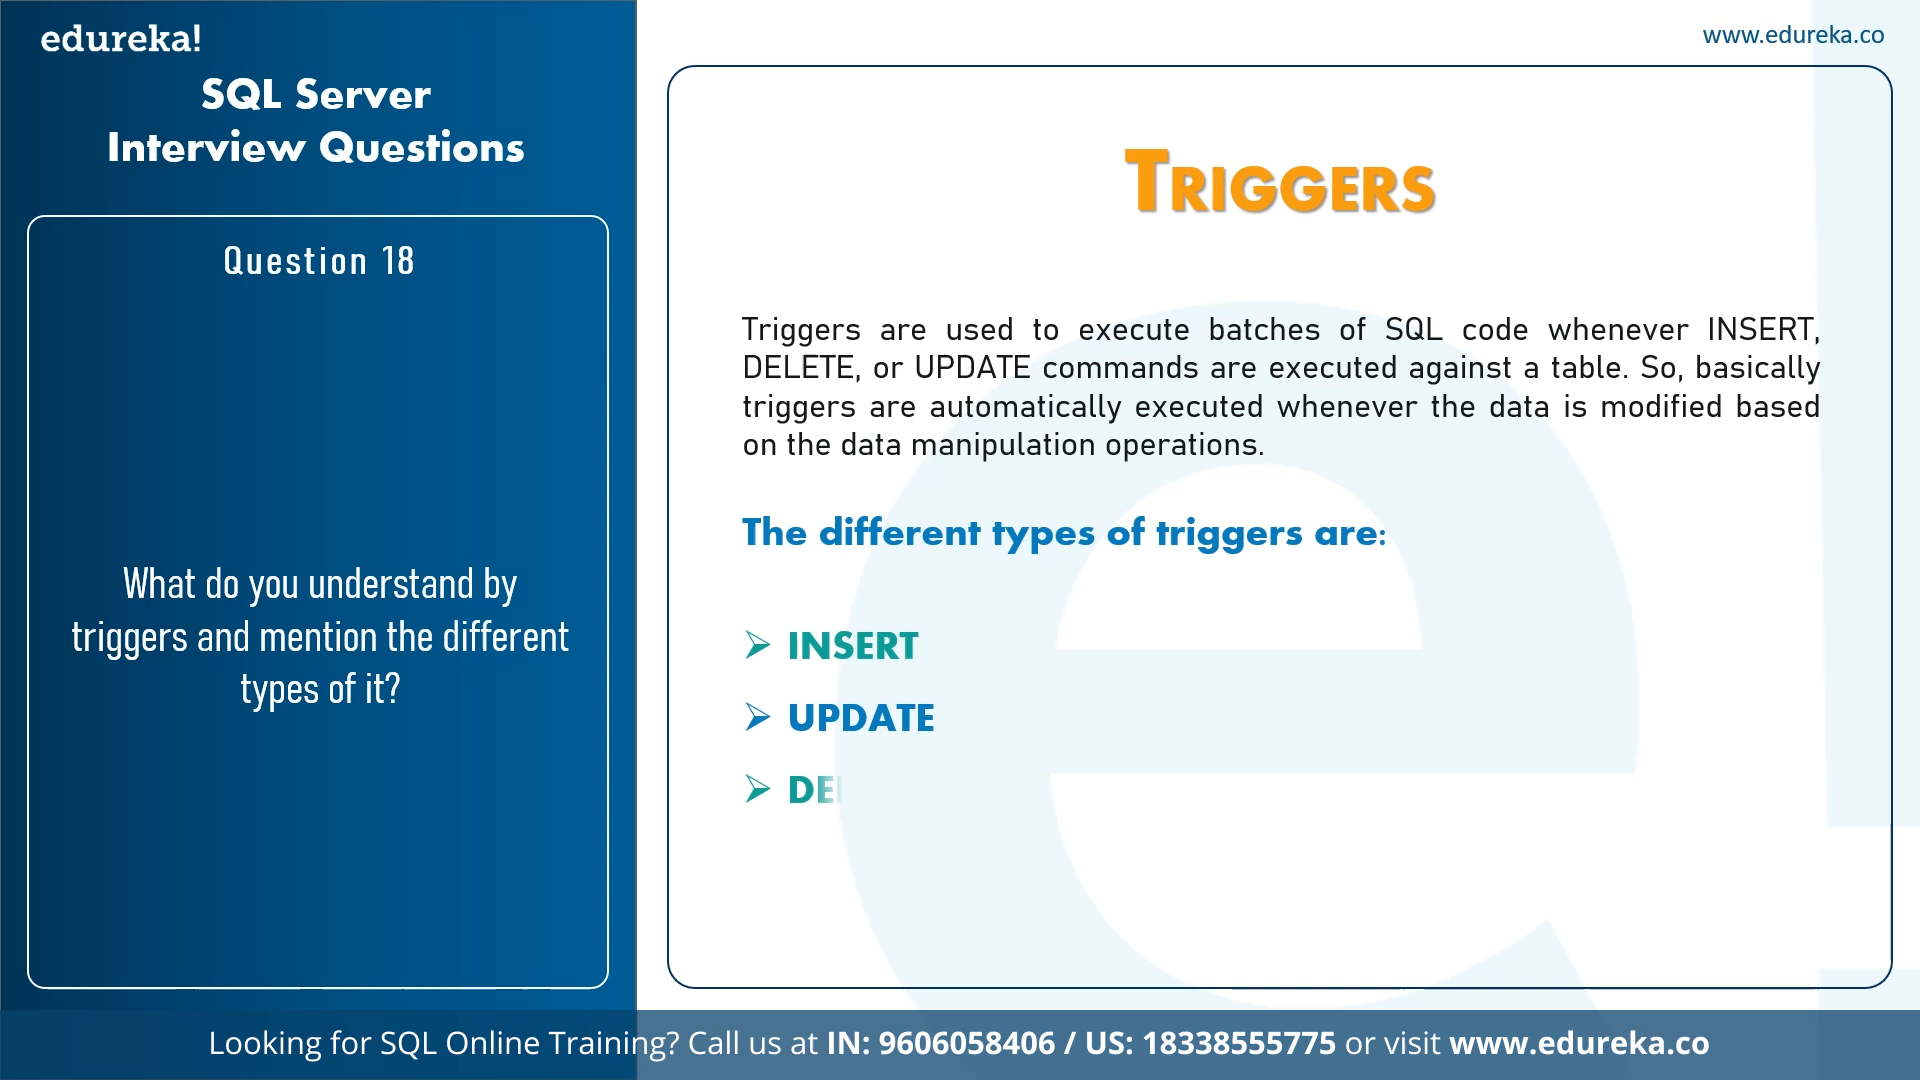 edureka!
SQL Server
Interview Questions
Question 18
What do you understand by
triggers and mention the different
types of it?
www.edureka.co
TRIGGERS
Triggers are used to execute batches of SQL code whenever INSERT,
DELETE, or UPDATE commands are executed against a table. So, basically
triggers are automatically executed whenever the data is modified based
on the data manipulation operations.
The different types of triggers are:
➢ INSERT
➢ UPDATE
➢ DE
Looking for SQL Online Training? Call us at IN: 9606058406 / US: 18338555775 or visit www.edureka.co